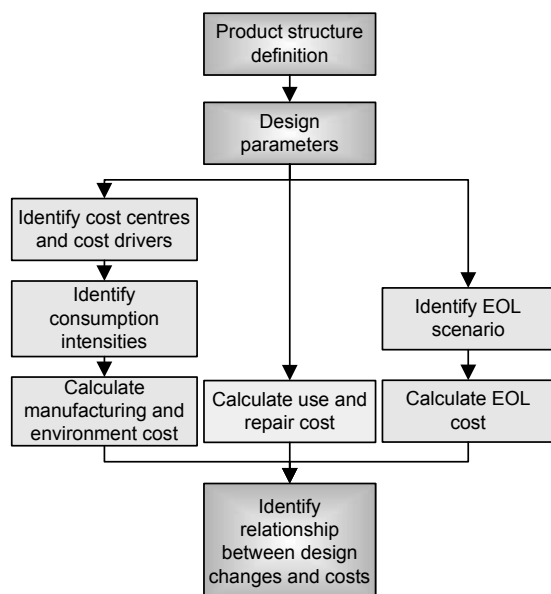 Product structure
definition
Design
parameters
Identify cost centres
and cost drivers
Identify
consumption
intensities
Calculate
manufacturing and
environment cost
Calculate use and
repair cost
Identify EOL
scenario
Calculate EOL
cost
Identify
relationship
between design
changes and costs